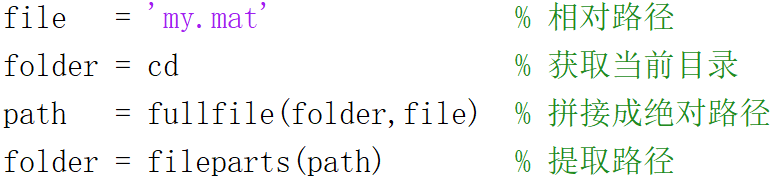 file   = 'my.mat'                % 相对路径
folder = cd                      % 获取当前目录
path   = fullfile(folder,file)  % 拼接成绝对路径
folder = fileparts(path)        % 提取路径